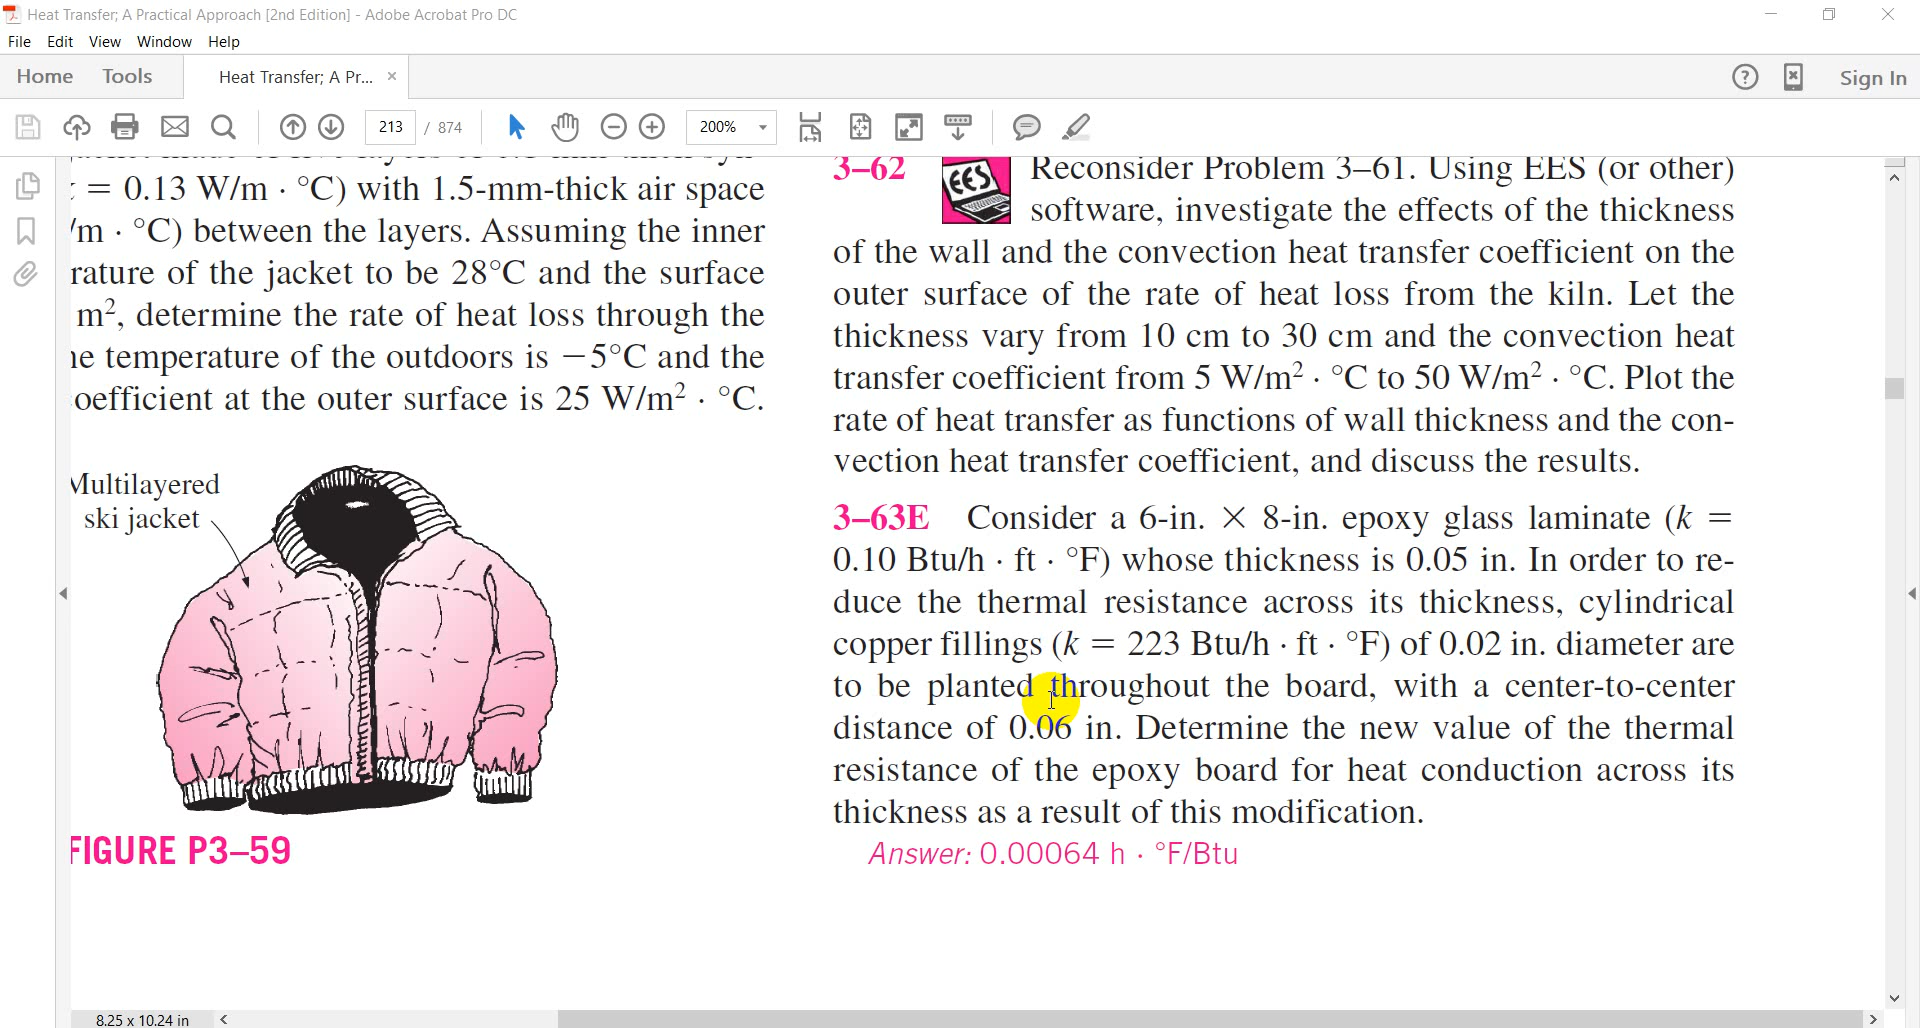 Heat Transfer; A Practical Approach [2nd Edition] - Adobe Acrobat Pro DC
File Edit View Window Help
Home Tools Heat Transfer; A Pr... × Sign In
213 / 874 200%
= 0.13 W/m · °C) with 1.5-mm-thick air space
/m · °C) between the layers. Assuming the inner
rature of the jacket to be 28°C and the surface
m², determine the rate of heat loss through the
temperature of the outdoors is −5°C and the
oefficient at the outer surface is 25 W/m² · °C.
Multilayered
ski jacket
FIGURE P3–59
3–62 EES Reconsider Problem 3–61. Using EES (or other)
software, investigate the effects of the thickness
of the wall and the convection heat transfer coefficient on the
outer surface of the rate of heat loss from the kiln. Let the
thickness vary from 10 cm to 30 cm and the convection heat
transfer coefficient from 5 W/m² · °C to 50 W/m² · °C. Plot the
rate of heat transfer as functions of wall thickness and the con-
vection heat transfer coefficient, and discuss the results.
3–63E Consider a 6-in. × 8-in. epoxy glass laminate (k =
0.10 Btu/h · ft · °F) whose thickness is 0.05 in. In order to re-
duce the thermal resistance across its thickness, cylindrical
copper fillings (k = 223 Btu/h · ft · °F) of 0.02 in. diameter are
to be planted throughout the board, with a center-to-center
distance of 0.06 in. Determine the new value of the thermal
resistance of the epoxy board for heat conduction across its
thickness as a result of this modification.
Answer: 0.00064 h · °F/Btu
8.25 x 10.24 in